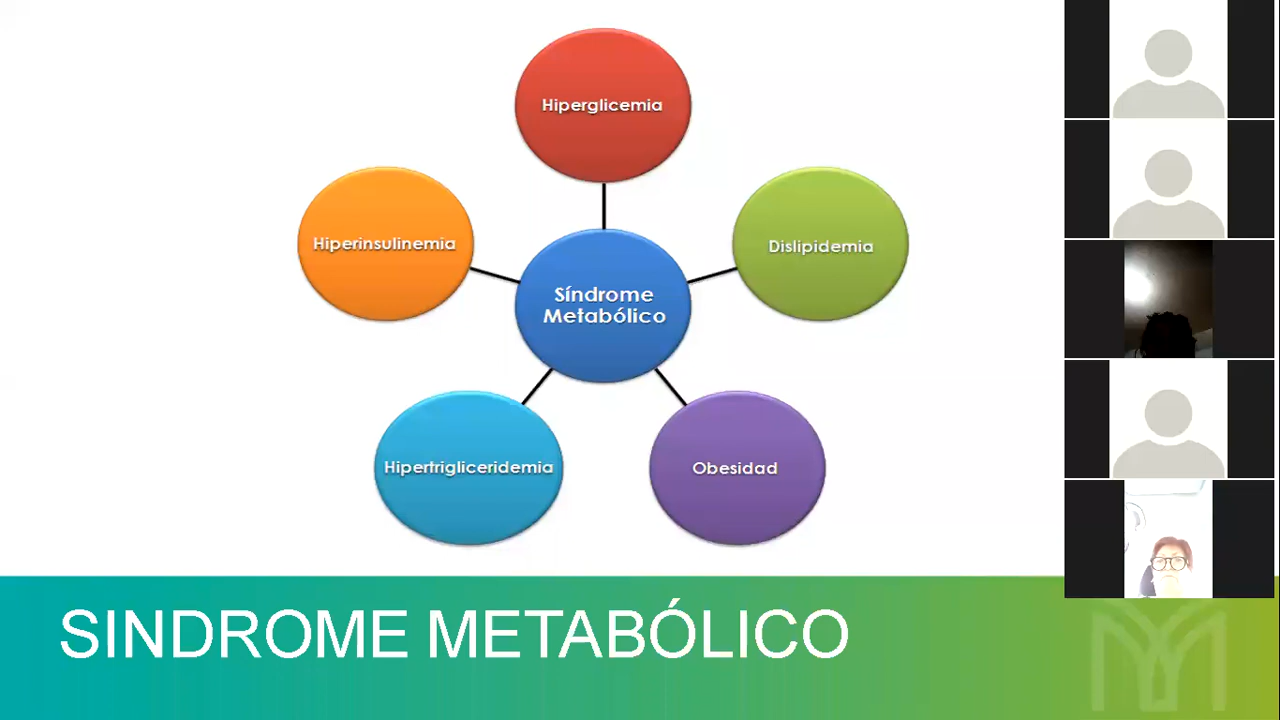 Hiperglicemia
Hiperinsulinemia
Dislipidemia
Síndrome
Metabólico
Hipertrigliceridemia
Obesidad
SINDROME METABÓLICO